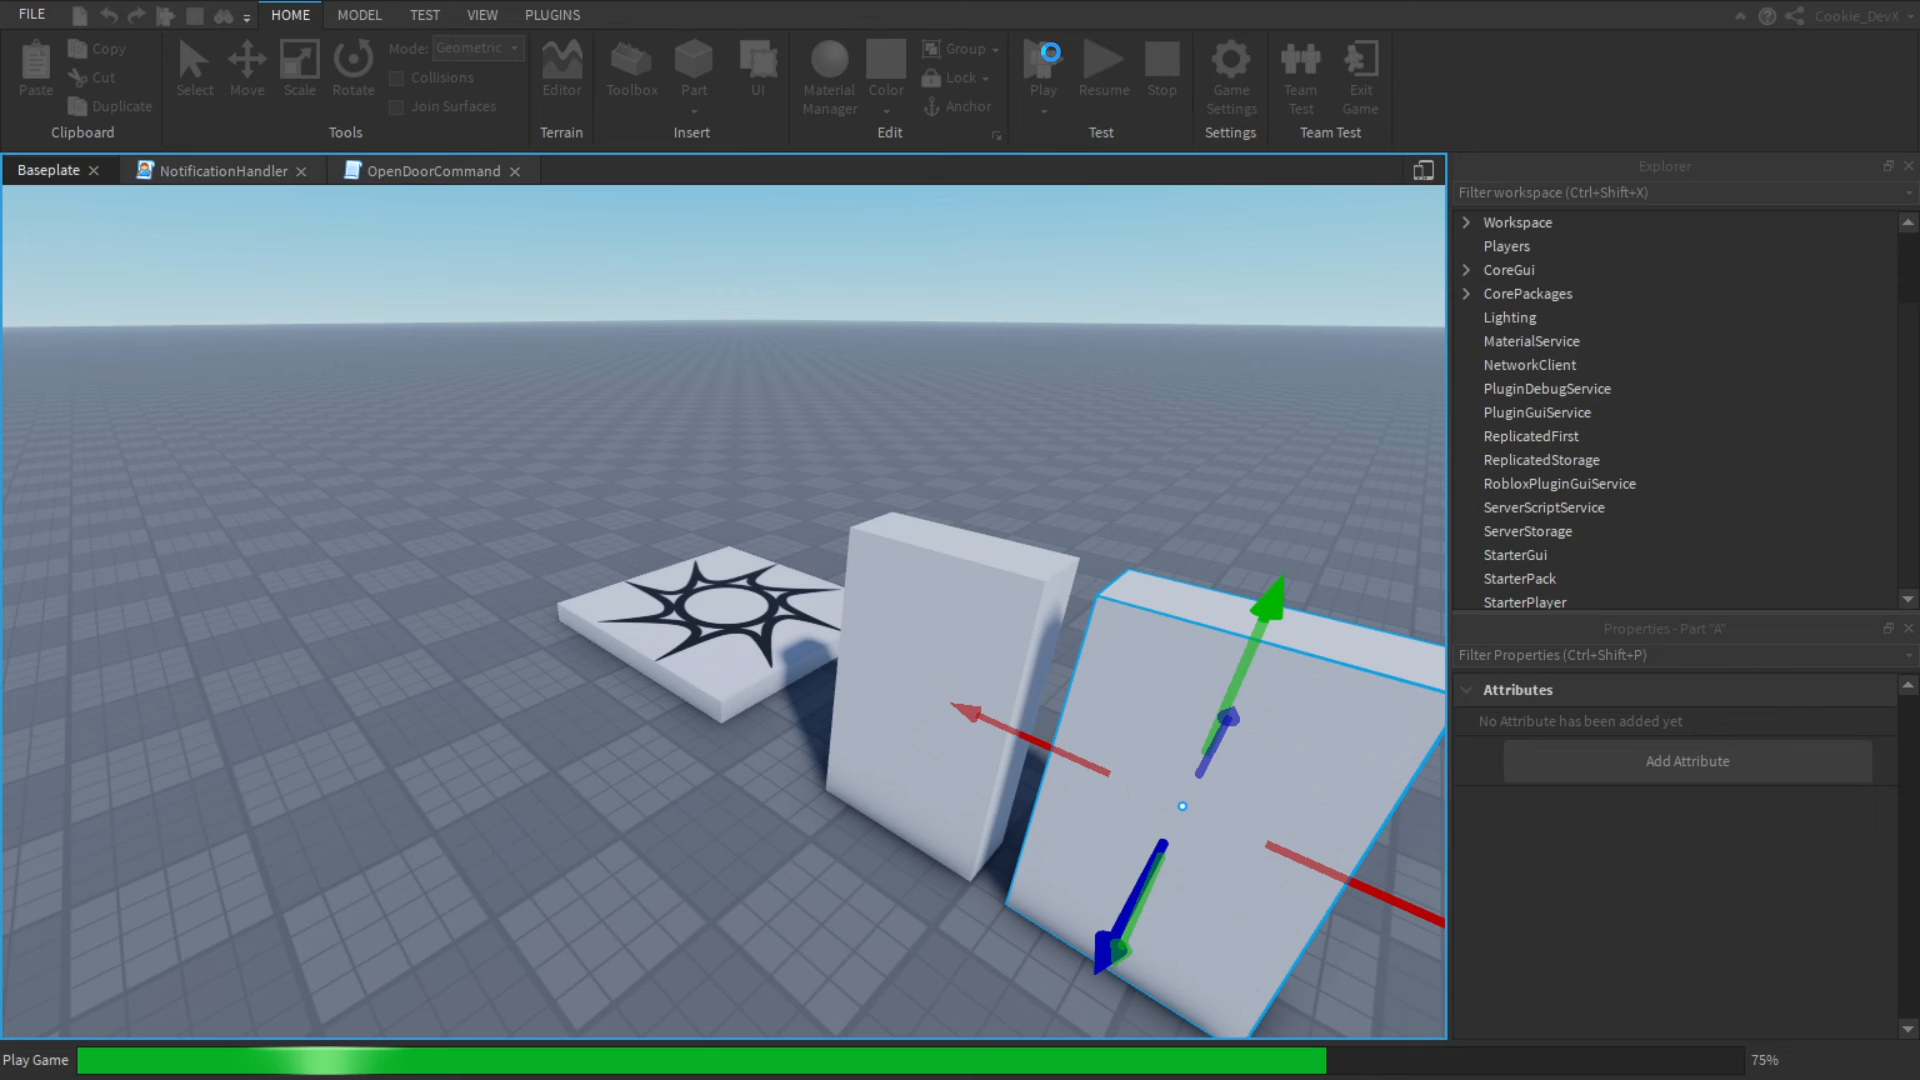 FILE
HOME
MODEL
TEST
VIEW
PLUGINS
Cookie_DevX
Paste
Copy
Cut
Duplicate
Clipboard
Select
Move
Scale
Rotate
Mode:
Geometric
Collisions
Join Surfaces
Tools
Editor
Terrain
Toolbox
Part
UI
Insert
Material
Manager
Color
Group
Lock
Anchor
Edit
Play
Resume
Stop
Test
Game
Settings
Settings
Team
Test
Exit
Game
Team Test
Baseplate
NotificationHandler
OpenDoorCommand
Explorer
Filter workspace (Ctrl+Shift+X)
Workspace
Players
CoreGui
CorePackages
Lighting
MaterialService
NetworkClient
PluginDebugService
PluginGuiService
ReplicatedFirst
ReplicatedStorage
RobloxPluginGuiService
ServerScriptService
ServerStorage
StarterGui
StarterPack
StarterPlayer
Properties - Part "A"
Filter Properties (Ctrl+Shift+P)
Attributes
No Attribute has been added yet
Add Attribute
Play Game
75%